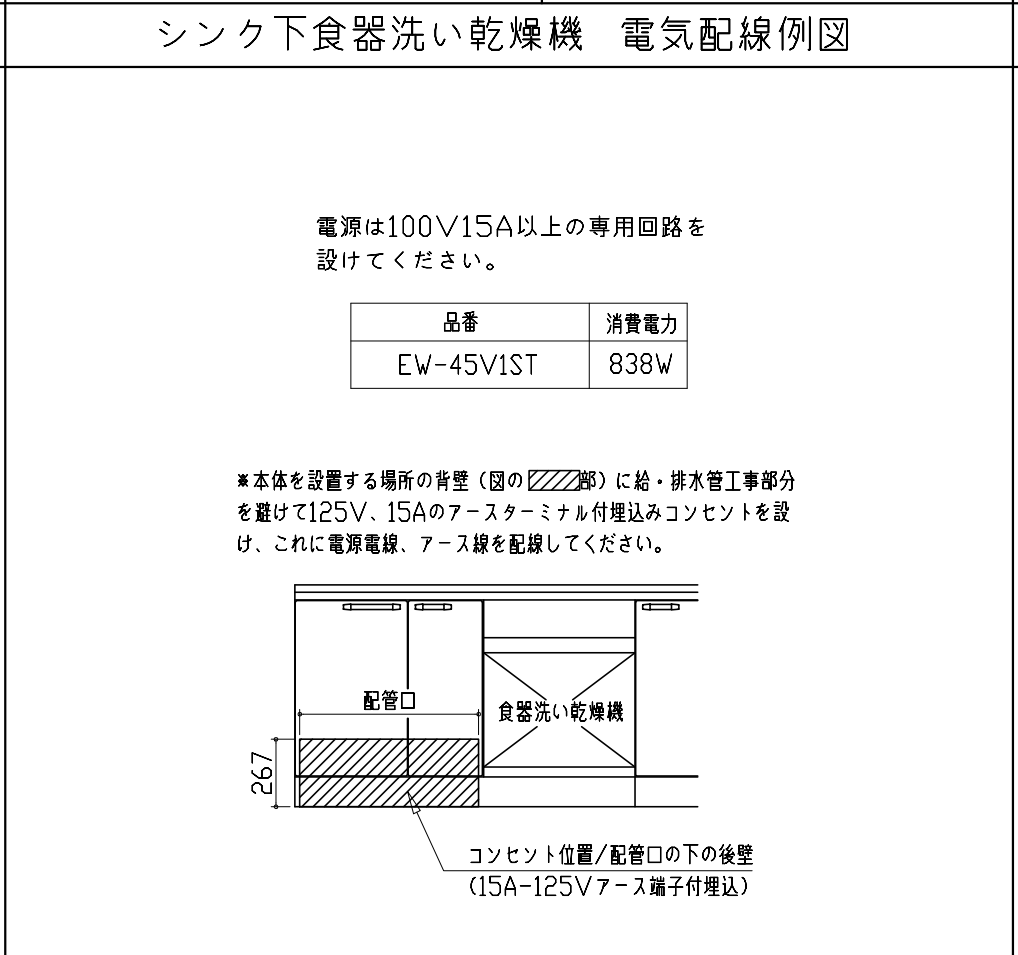 シンク下食器洗い乾燥機 電気配線例図
電源は100V15A以上の専用回路を
設けてください。
品番 消費電力
EW-45V1ST 838W
※本体を設置する場所の背壁(図の 部)に給・排水管工事部分
を避けて125V、15Aのアースターミナル付埋込みコンセントを設
け、これに電源電線、アース線を配線してください。
配管口
食器洗い乾燥機
267
コンセント位置/配管口の下の後壁
(15A-125Vアース端子付埋込)